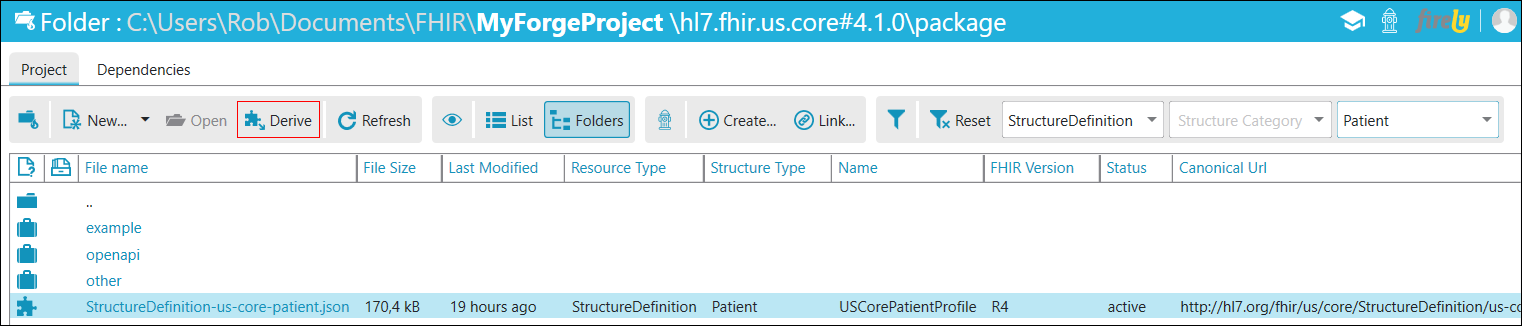 Folder : C:\Users\Rob\Documents\FHIR\MyForgeProject \hl7.fhir.us.core#4.1.0\package firely
Project Dependencies
New... Open Derive Refresh List Folders Create... Link... Reset StructureDefinition Structure Category Patient
File name File Size Last Modified Resource Type Structure Type Name FHIR Version Status Canonical Url
..
example
openapi
other
StructureDefinition-us-core-patient.json 170,4 kB 19 hours ago StructureDefinition Patient USCorePatientProfile R4 active http://hl7.org/fhir/us/core/StructureDefinition/us-co